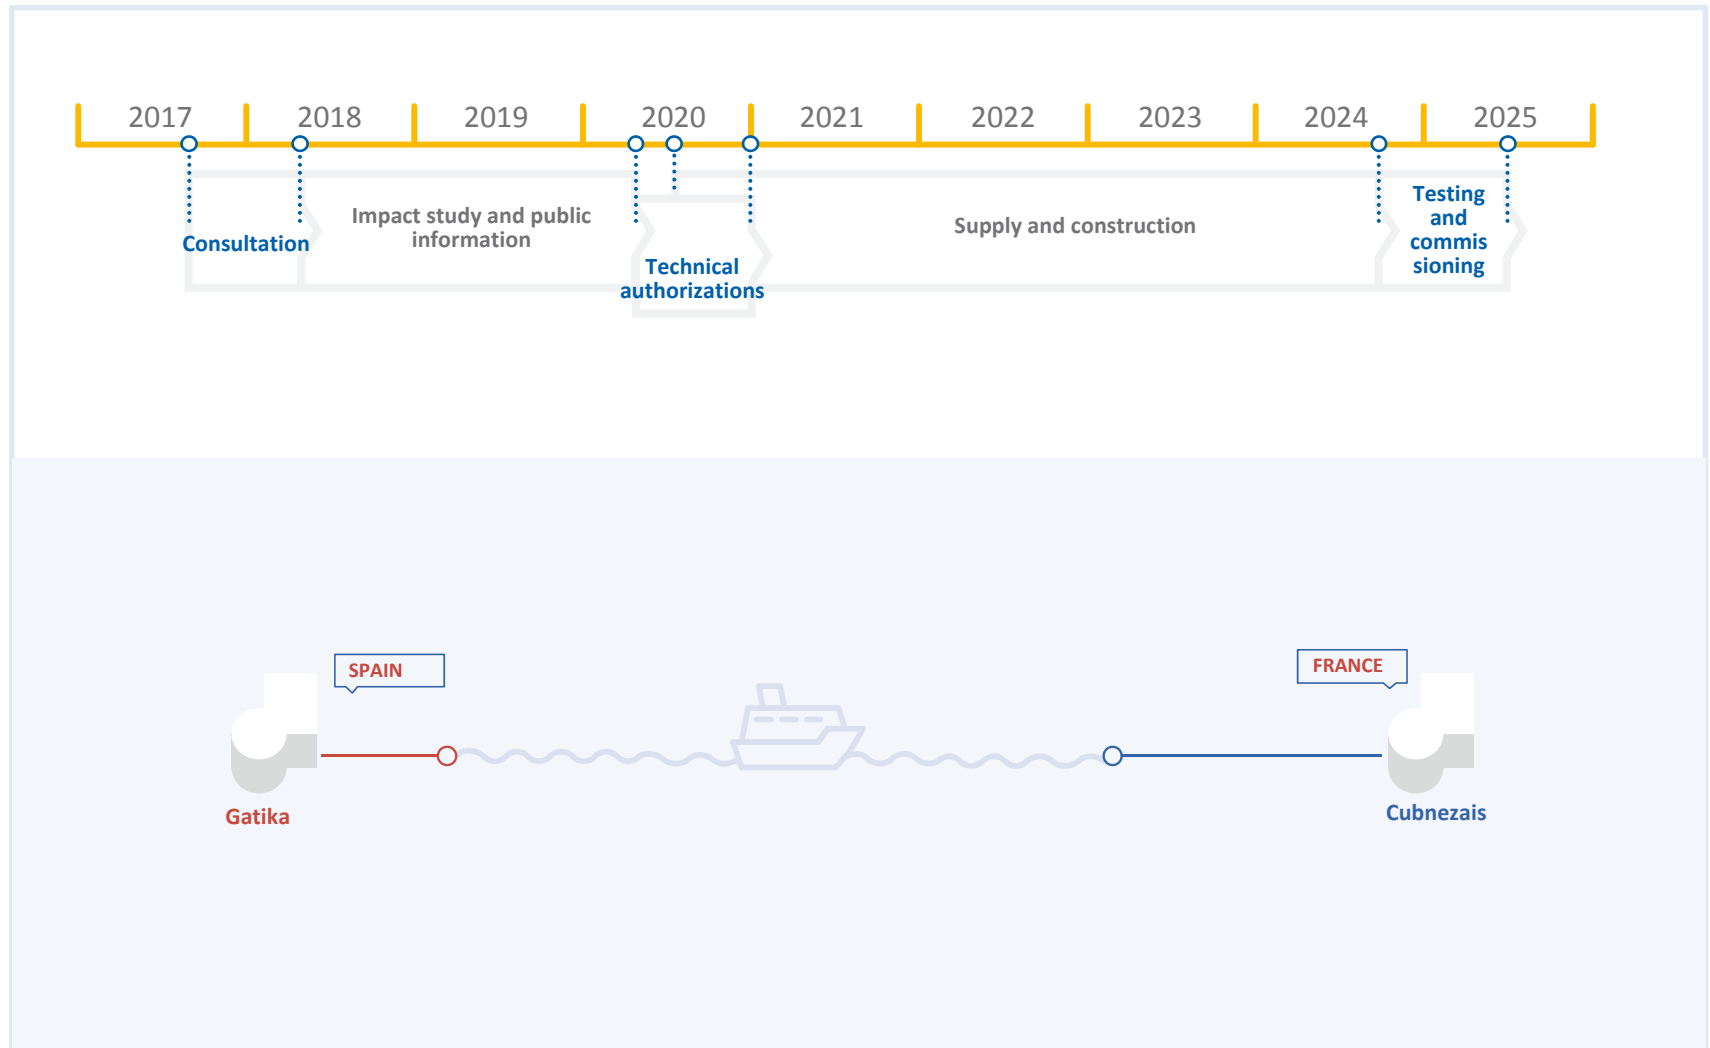 2017 2018 2019 2020 2021 2022 2023 2024 2025
Consultation
Impact study and public
information
Technical
authorizations
Supply and construction
Testing
and
commis
sioning
SPAIN
FRANCE
Gatika
Cubnezais